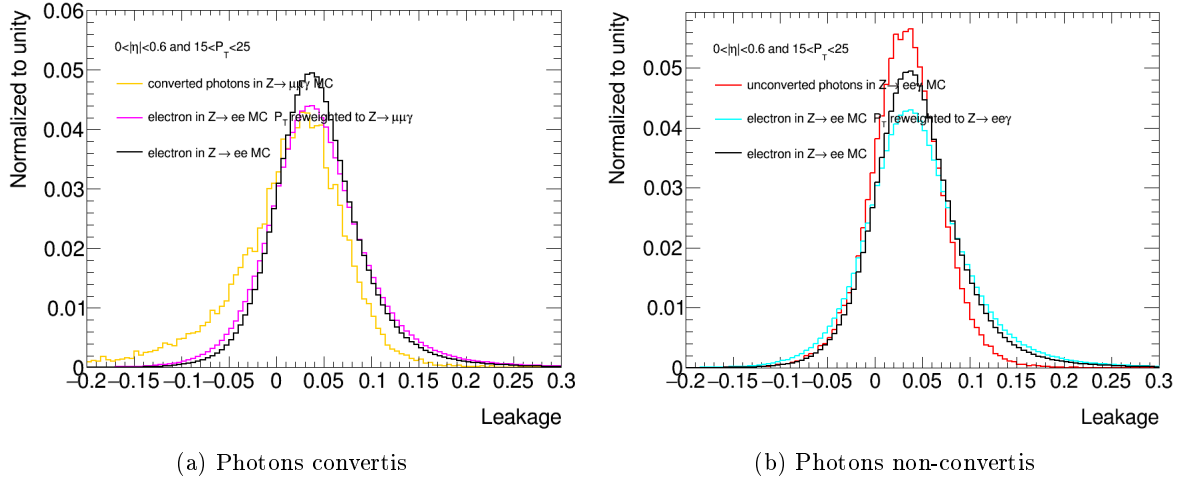 Normalized to unity
0.06
0.05
0.04
0.03
0.02
0.01
0
0<|η|<0.6 and 15<P_T<25
converted photons in Z→ μμγ MC
electron in Z→ ee MC P_T reweighted to Z→ μμγ
electron in Z→ ee MC
−0.2 −0.15 −0.1 −0.05 0 0.05 0.1 0.15 0.2 0.25 0.3
Leakage
(a) Photons convertis
Normalized to unity
0.05
0.04
0.03
0.02
0.01
0
0<|η|<0.6 and 15<P_T<25
unconverted photons in Z→ eeγ MC
electron in Z→ ee MC P_T reweighted to Z→ eeγ
electron in Z→ ee MC
−0.2 −0.15 −0.1 −0.05 0 0.05 0.1 0.15 0.2 0.25 0.3
Leakage
(b) Photons non-convertis